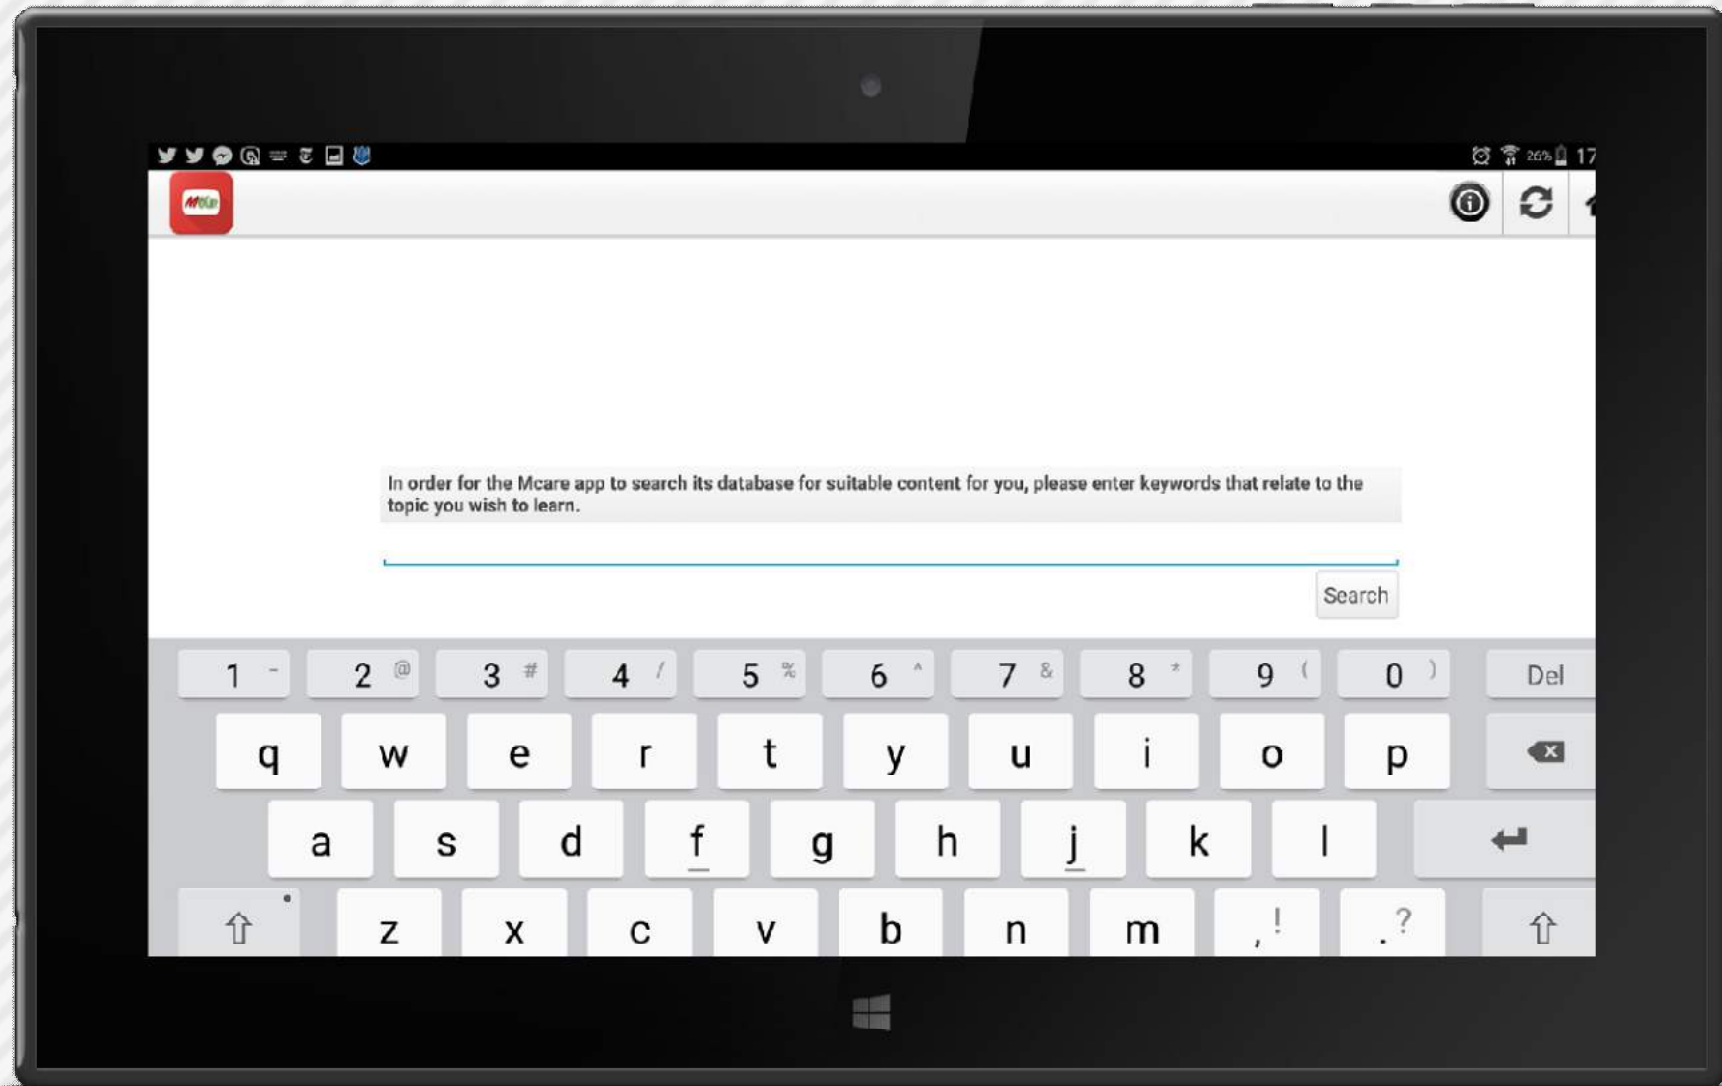 26% 17
In order for the Mcare app to search its database for suitable content for you, please enter keywords that relate to the
topic you wish to learn.
Search
1 - 2 @ 3 # 4 / 5 % 6 ^ 7 & 8 * 9 ( 0 ) Del
q w e r t y u i o p
a s d f g h j k l
z x c v b n m , ! . ?